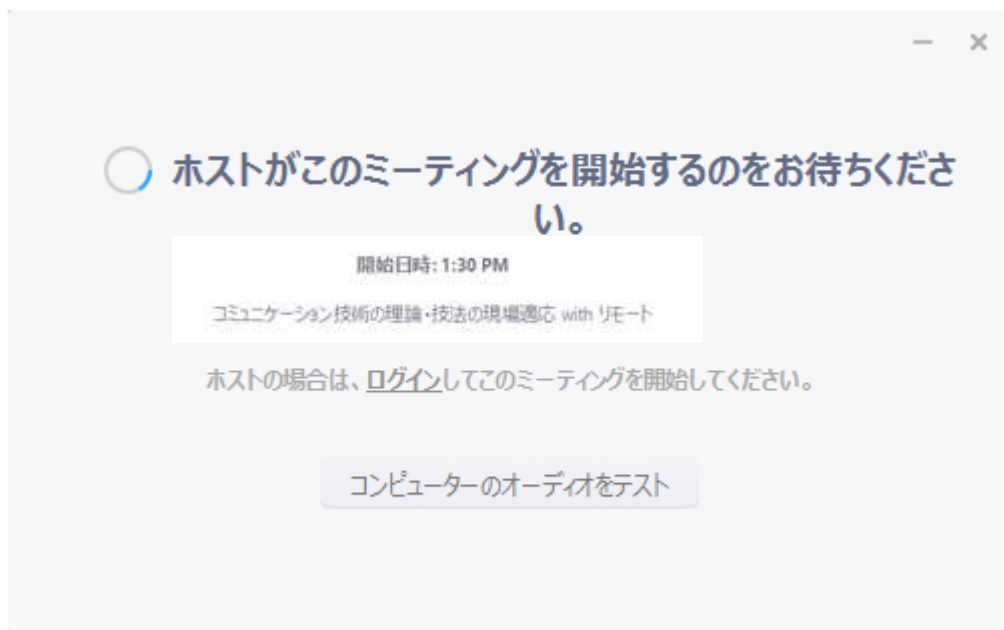 ホストがこのミーティングを開始するのをお待ちくださ
い。
開始日時: 1:30 PM
コミュニケーション技術の理論・技法の現場適応 with リモート
ホストの場合は、ログインしてこのミーティングを開始してください。
コンピューターのオーディオをテスト